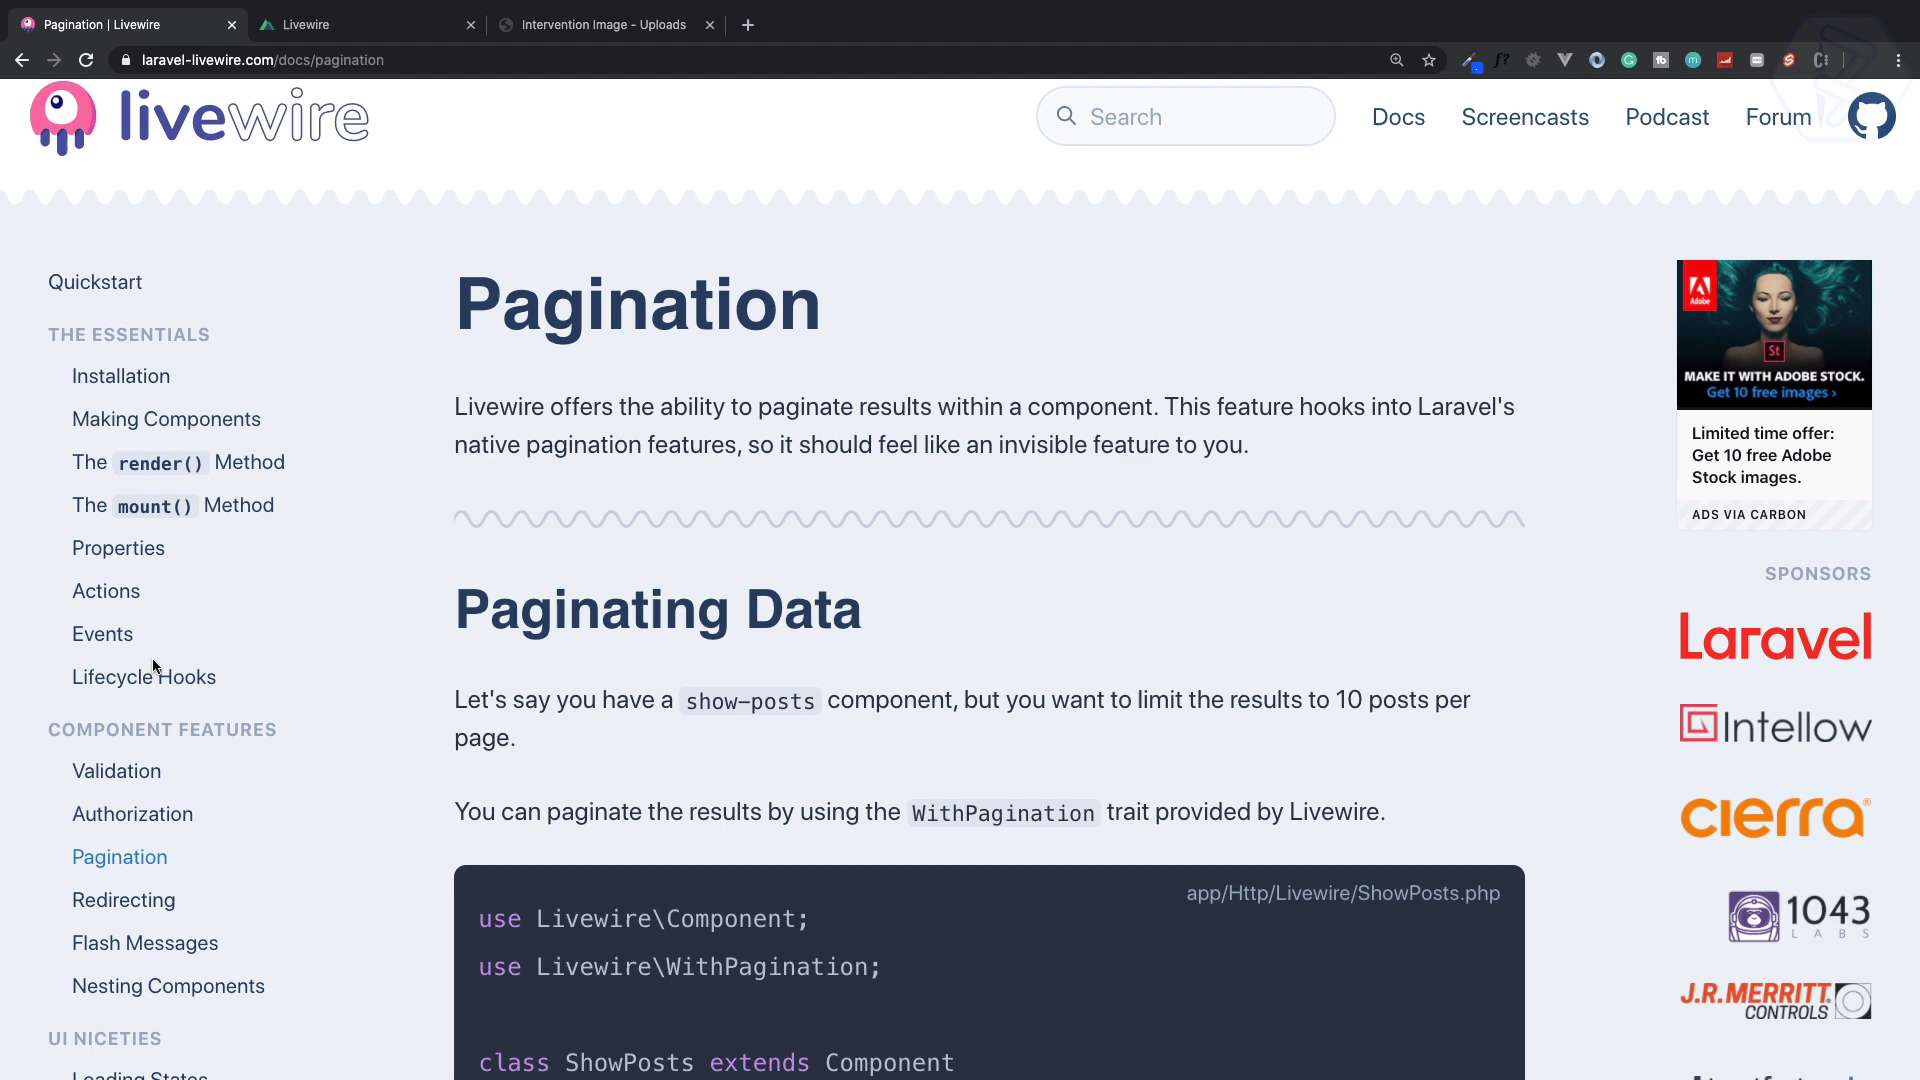 Pagination | Livewire
Livewire
Intervention Image - Uploads
laravel-livewire.com/docs/pagination
livewire
Search
Docs
Screencasts
Podcast
Forum
Quickstart
THE ESSENTIALS
Installation
Making Components
The render() Method
The mount() Method
Properties
Actions
Events
Lifecycle Hooks
COMPONENT FEATURES
Validation
Authorization
Pagination
Redirecting
Flash Messages
Nesting Components
UI NICETIES
Loading States
Pagination
Livewire offers the ability to paginate results within a component. This feature hooks into Laravel's
native pagination features, so it should feel like an invisible feature to you.
Paginating Data
Let's say you have a show-posts component, but you want to limit the results to 10 posts per
page.
You can paginate the results by using the WithPagination trait provided by Livewire.
app/Http/Livewire/ShowPosts.php
use Livewire\Component;
use Livewire\WithPagination;
class ShowPosts extends Component
Adobe
St
MAKE IT WITH ADOBE STOCK.
Get 10 free images ›
Limited time offer:
Get 10 free Adobe
Stock images.
ADS VIA CARBON
SPONSORS
Laravel
Intellow
cierra®
1043
LABS
J.R.MERRITT
CONTROLS